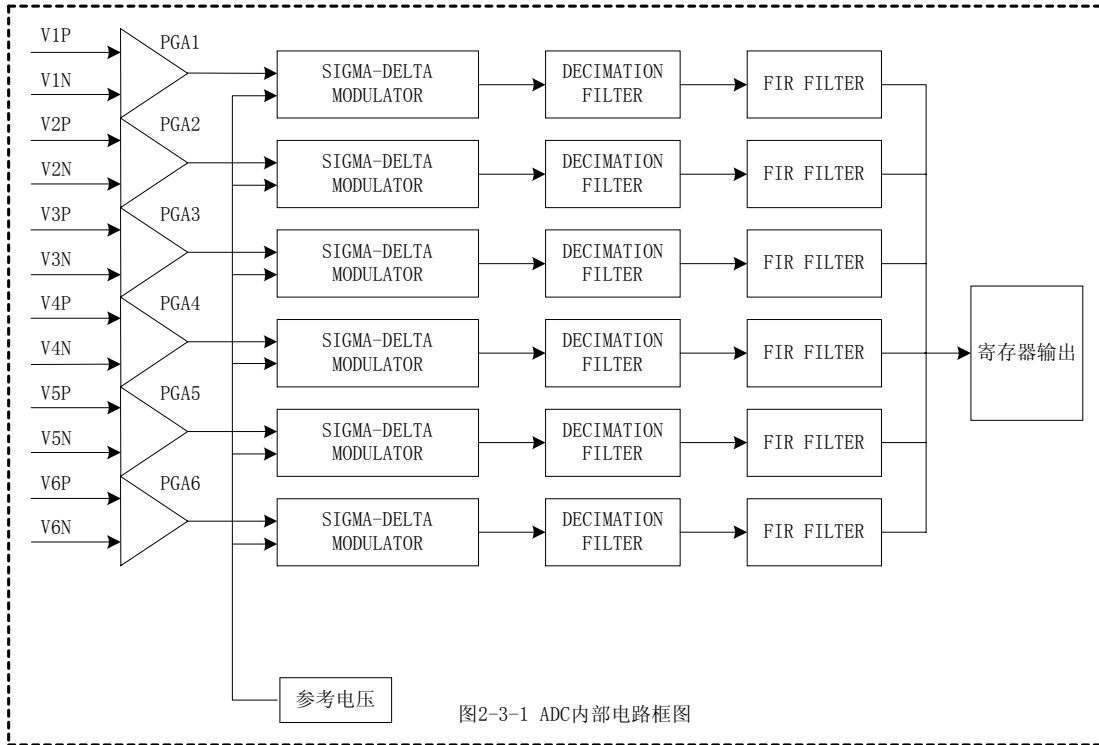 V1P
PGA1
V1N
SIGMA-DELTA
MODULATOR
DECIMATION
FILTER
FIR FILTER
V2P
PGA2
V2N
SIGMA-DELTA
MODULATOR
DECIMATION
FILTER
FIR FILTER
V3P
PGA3
V3N
SIGMA-DELTA
MODULATOR
DECIMATION
FILTER
FIR FILTER
V4P
PGA4
V4N
SIGMA-DELTA
MODULATOR
DECIMATION
FILTER
FIR FILTER
寄存器输出
V5P
PGA5
V5N
SIGMA-DELTA
MODULATOR
DECIMATION
FILTER
FIR FILTER
V6P
PGA6
V6N
SIGMA-DELTA
MODULATOR
DECIMATION
FILTER
FIR FILTER
参考电压
图2-3-1 ADC内部电路框图